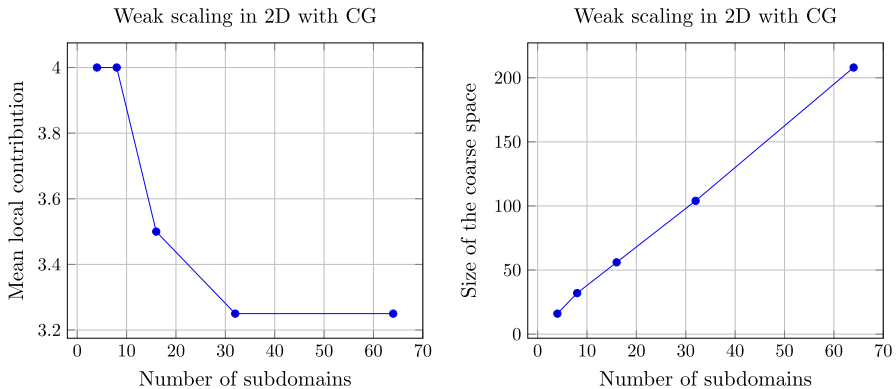 Weak scaling in 2D with CG
Mean local contribution
4
3.8
3.6
3.4
3.2
0 10 20 30 40 50 60 70
Number of subdomains
Weak scaling in 2D with CG
Size of the coarse space
200
150
100
50
0
0 10 20 30 40 50 60 70
Number of subdomains